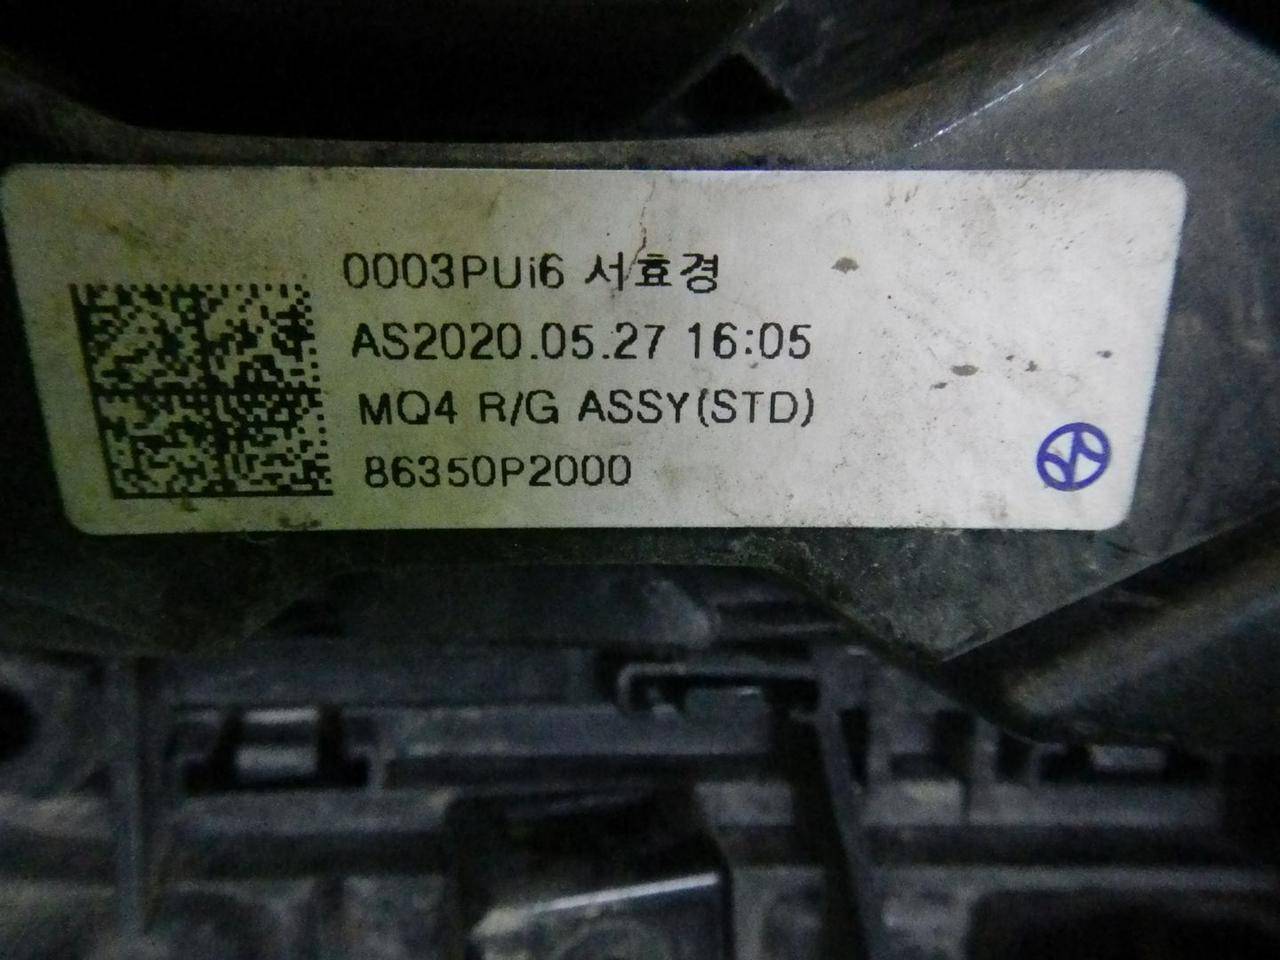 0003PUi6 서효경
AS2020.05.27 16:05
MQ4 R/G ASSY(STD)
86350P2000